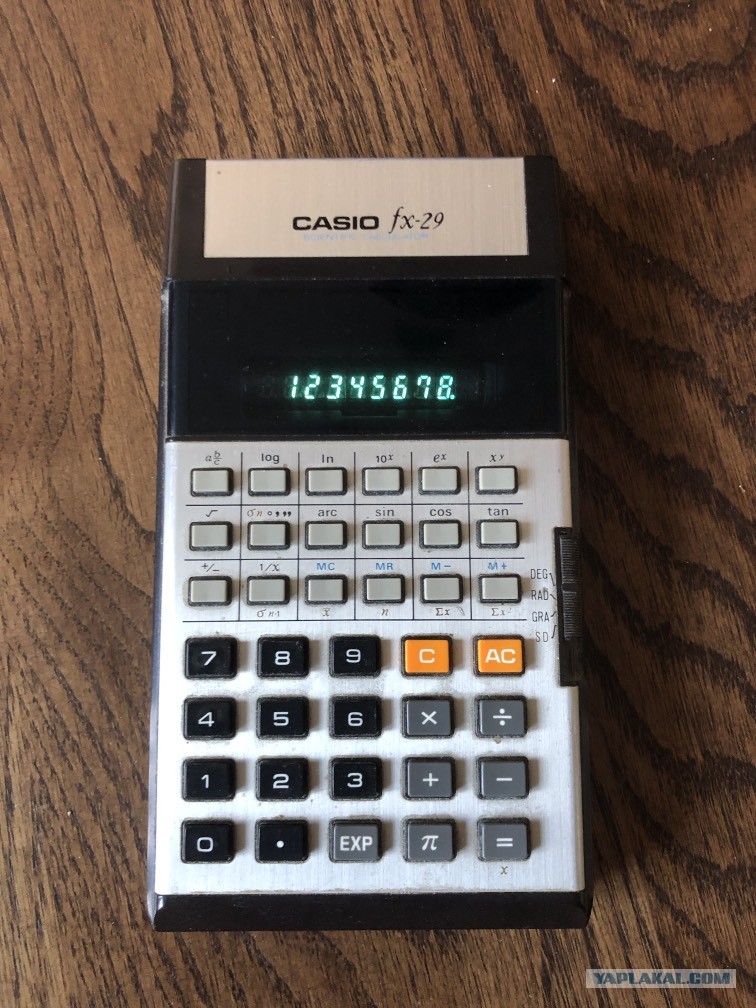 CASIO fx-29
SCIENTIFIC CALCULATOR
12345678.
a b/c log ln 10ˣ eˣ xʸ
√ σn °,,, arc sin cos tan
+/− 1/x MC MR M− M+
σn-1 x̄ n Σx Σx²
DEG
RAD
GRA
SD
7 8 9 C AC
4 5 6 × ÷
1 2 3 + −
0 . EXP π =
x
YAPLAKAL.COM